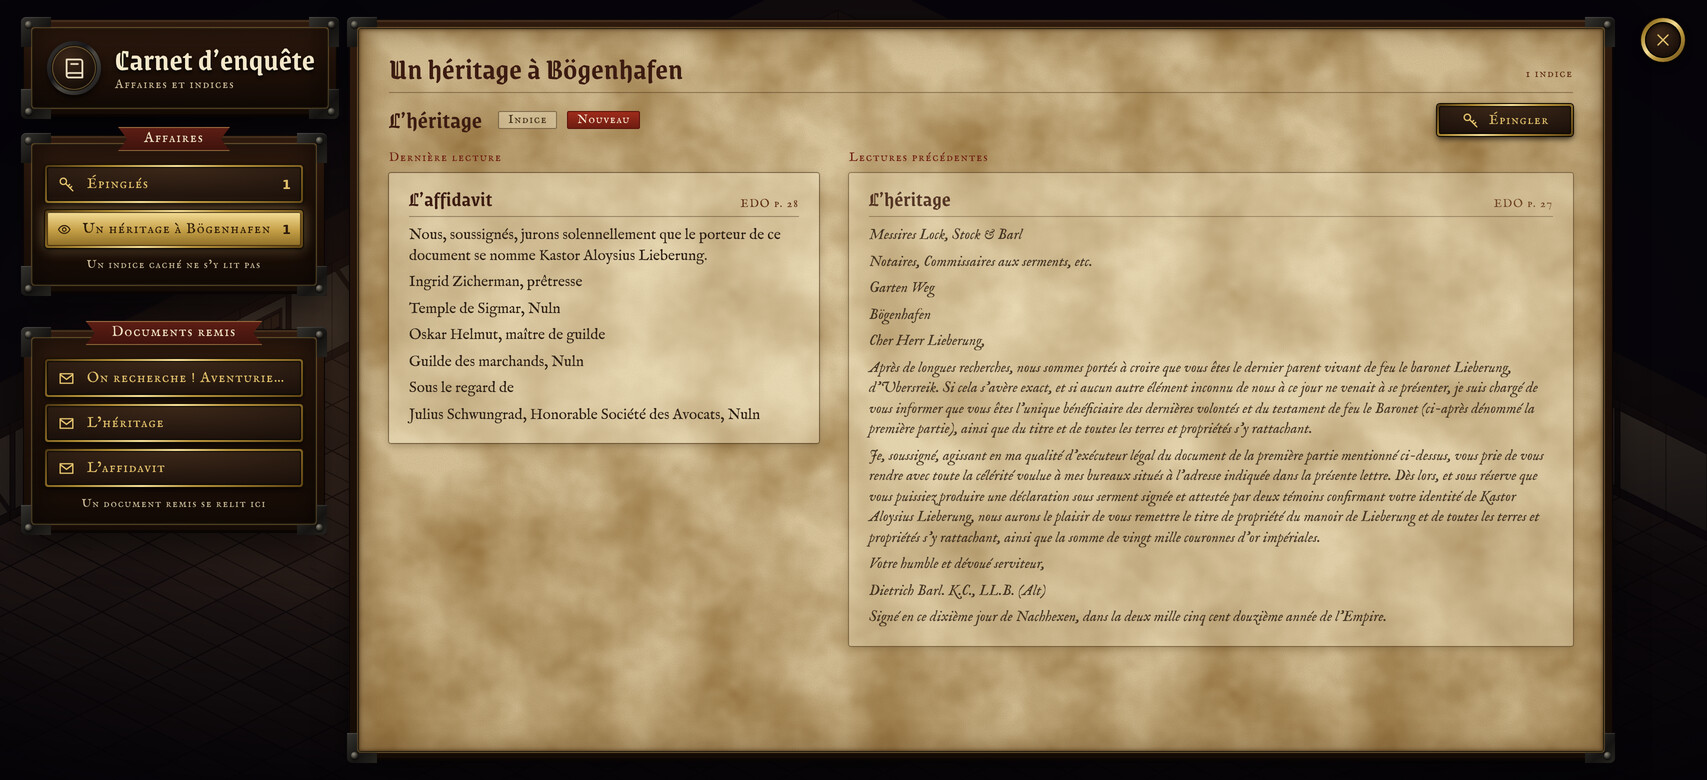 Carnet d'enquête
Affaires et indices
Affaires
Épinglés 1
Un héritage à Bögenhafen 1
Un indice caché ne s'y lit pas
Documents remis
On recherche ! Aventurie...
L'héritage
L'affidavit
Un document remis se relit ici
Un héritage à Bögenhafen
1 indice
L'héritage
Indice
Nouveau
Épingler
Dernière lecture
L'affidavit
EDO p. 28
Nous, soussignés, jurons solennellement que le porteur de ce
document se nomme Kastor Aloysius Lieberung.
Ingrid Zicherman, prêtresse
Temple de Sigmar, Nuln
Oskar Helmut, maître de guilde
Guilde des marchands, Nuln
Sous le regard de
Julius Schwungrad, Honorable Société des Avocats, Nuln
Lectures précédentes
L'héritage
EDO p. 27
Messires Lock, Stock & Barl
Notaires, Commissaires aux serments, etc.
Garten Weg
Bögenhafen
Cher Herr Lieberung,
Après de longues recherches, nous sommes portés à croire que vous êtes le dernier parent vivant de feu le baronet Lieberung,
d'Ubersreik. Si cela s'avère exact, et si aucun autre élément inconnu de nous à ce jour ne venait à se présenter, je suis chargé de
vous informer que vous êtes l'unique bénéficiaire des dernières volontés et du testament de feu le Baronet (ci-après dénommé la
première partie), ainsi que du titre et de toutes les terres et propriétés s'y rattachant.
Je, soussigné, agissant en ma qualité d'exécuteur légal du document de la première partie mentionné ci-dessus, vous prie de vous
rendre avec toute la célérité voulue à mes bureaux situés à l'adresse indiquée dans la présente lettre. Dès lors, et sous réserve que
vous puissiez produire une déclaration sous serment signée et attestée par deux témoins confirmant votre identité de Kastor
Aloysius Lieberung, nous aurons le plaisir de vous remettre le titre de propriété du manoir de Lieberung et de toutes les terres et
propriétés s'y rattachant, ainsi que la somme de vingt mille couronnes d'or impériales.
Votre humble et dévoué serviteur,
Dietrich Barl. K.C., LL.B. (Alt)
Signé en ce dixième jour de Nachhexen, dans la deux mille cinq cent douzième année de l'Empire.